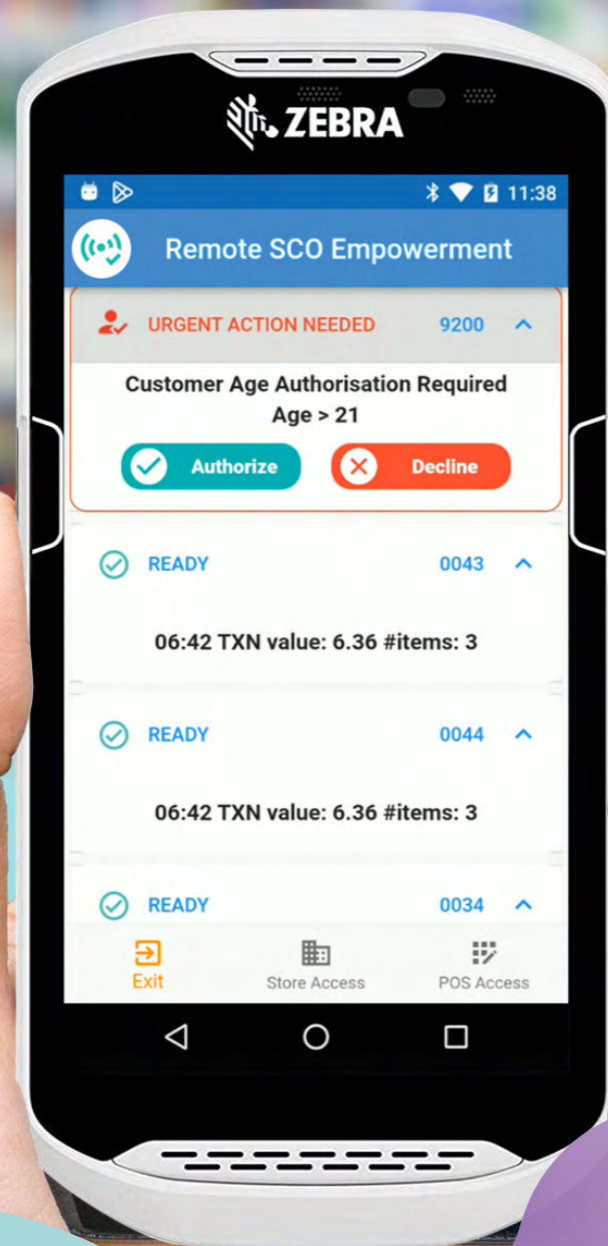 ZEBRA
11:38
Remote SCO Empowerment
URGENT ACTION NEEDED 9200
Customer Age Authorisation Required
Age > 21
Authorize Decline
READY 0043
06:42 TXN value: 6.36 #items: 3
READY 0044
06:42 TXN value: 6.36 #items: 3
READY 0034
Exit Store Access POS Access